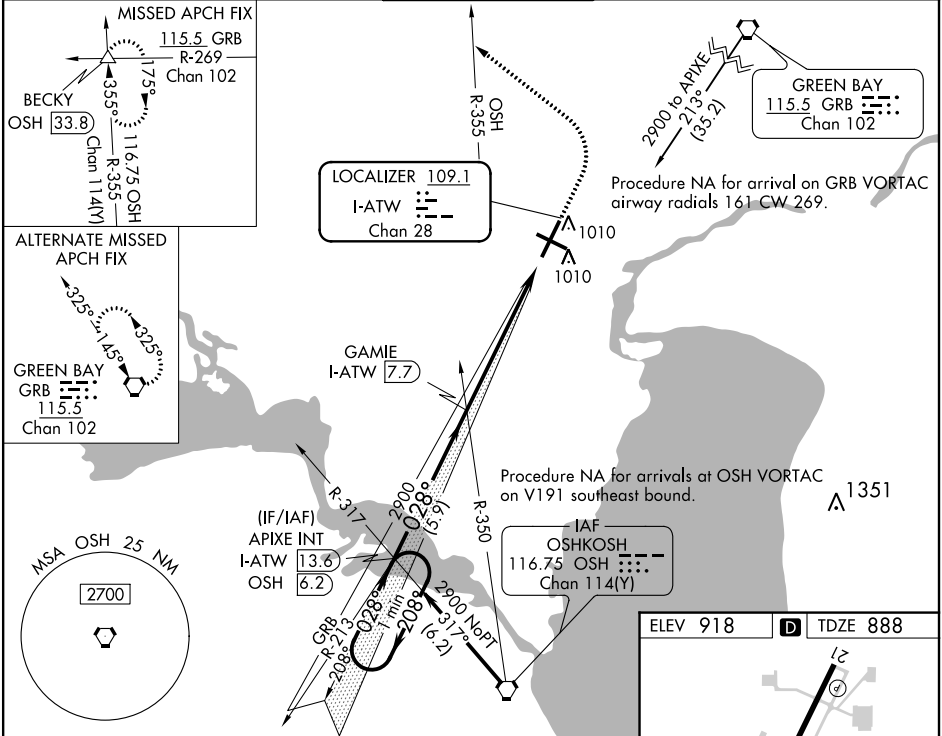 MISSED APCH FIX
115.5 GRB
R-269
Chan 102
175°
355°
BECKY
OSH 33.8
R-355
116.75 OSH
Chan 114(Y)
ALTERNATE MISSED
APCH FIX
325°
145°
325°
GREEN BAY
GRB
115.5
Chan 102
OSH
R-355
LOCALIZER 109.1
I-ATW
Chan 28
1010
1010
2900 to APIXE
213°
(35.2)
GREEN BAY
115.5 GRB
Chan 102
Procedure NA for arrival on GRB VORTAC
airway radials 161 CW 269.
GAMIE
I-ATW 7.7
R-317
2900
028°
(5.9)
R-350
Procedure NA for arrivals at OSH VORTAC
on V191 southeast bound.
1351
(IF/IAF)
APIXE INT
I-ATW 13.6
OSH 6.2
IAF
OSHKOSH
116.75 OSH
Chan 114(Y)
MSA OSH 25 NM
2700
GRB
R-213
208°
028°
1 min
208°
2900 NoPT
317°
(6.2)
ELEV 918
D
TDZE 888
21
P